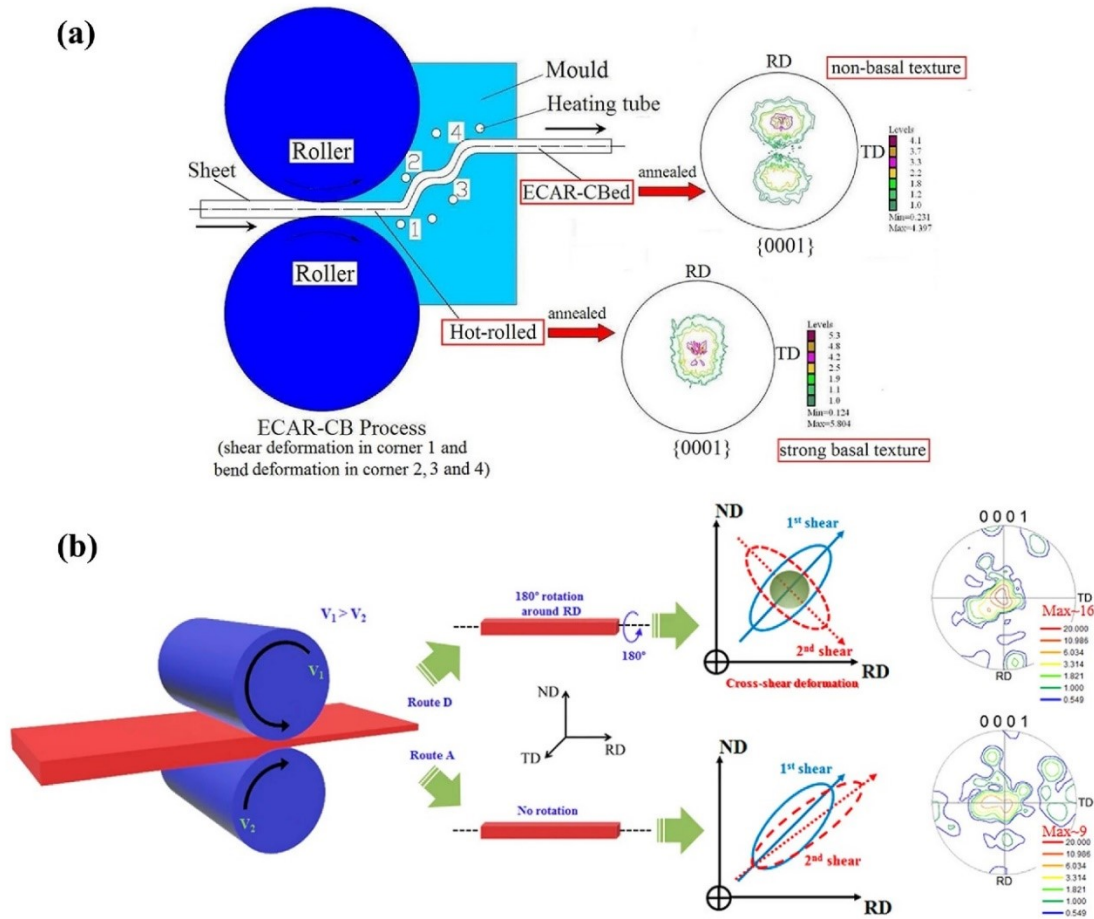 (a)
Roller
Sheet
Roller
Mould
Heating tube
1
2
3
4
ECAR-CBed
annealed
Hot-rolled
annealed
ECAR-CB Process
(shear deformation in corner 1 and
bend deformation in corner 2, 3 and 4)
RD
non-basal texture
TD
Levels
4.1
3.7
3.3
2.2
1.8
1.2
1.0
Min=0.231
Max=4.397
{0001}
RD
TD
Levels
5.3
4.8
4.2
2.5
1.9
1.1
1.0
Min=0.124
Max=5.804
{0001}
strong basal texture
(b)
V₁ > V₂
V₁
V₂
Route D
Route A
180° rotation
around RD
180°
ND
TD
RD
No rotation
ND
1st shear
2nd shear
RD
Cross-shear deformation
ND
1st shear
2nd shear
RD
0 0 0 1
TD
Max~16
20.000
10.986
6.034
3.314
1.821
1.000
0.549
RD
0 0 0 1
TD
Max~9
20.000
10.986
6.034
3.314
1.821
1.000
0.549
RD